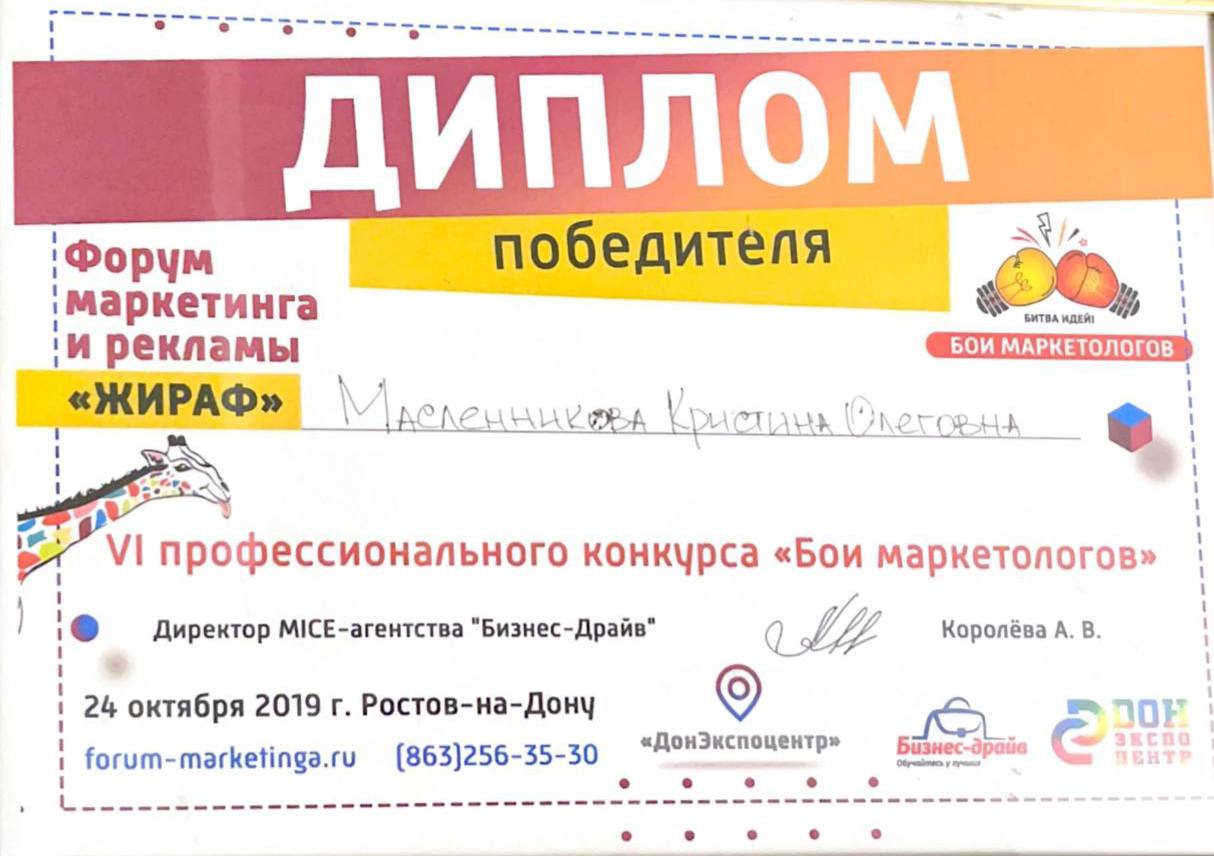 ДИПЛОМ
победителя
Форум
маркетинга
и рекламы
«ЖИРАФ»
БИТВА ИДЕЙ!
БОИ МАРКЕТОЛОГОВ
Масленникова Кристина Олеговна
VI профессионального конкурса «Бои маркетологов»
Директор MICE-агентства "Бизнес-Драйв"
Королёва А. В.
24 октября 2019 г. Ростов-на-Дону
forum-marketinga.ru (863)256-35-30
«ДонЭкспоцентр»
Бизнес-драйв
Обучайтесь у лучших
ДОН
ЭКСПО
ЦЕНТР